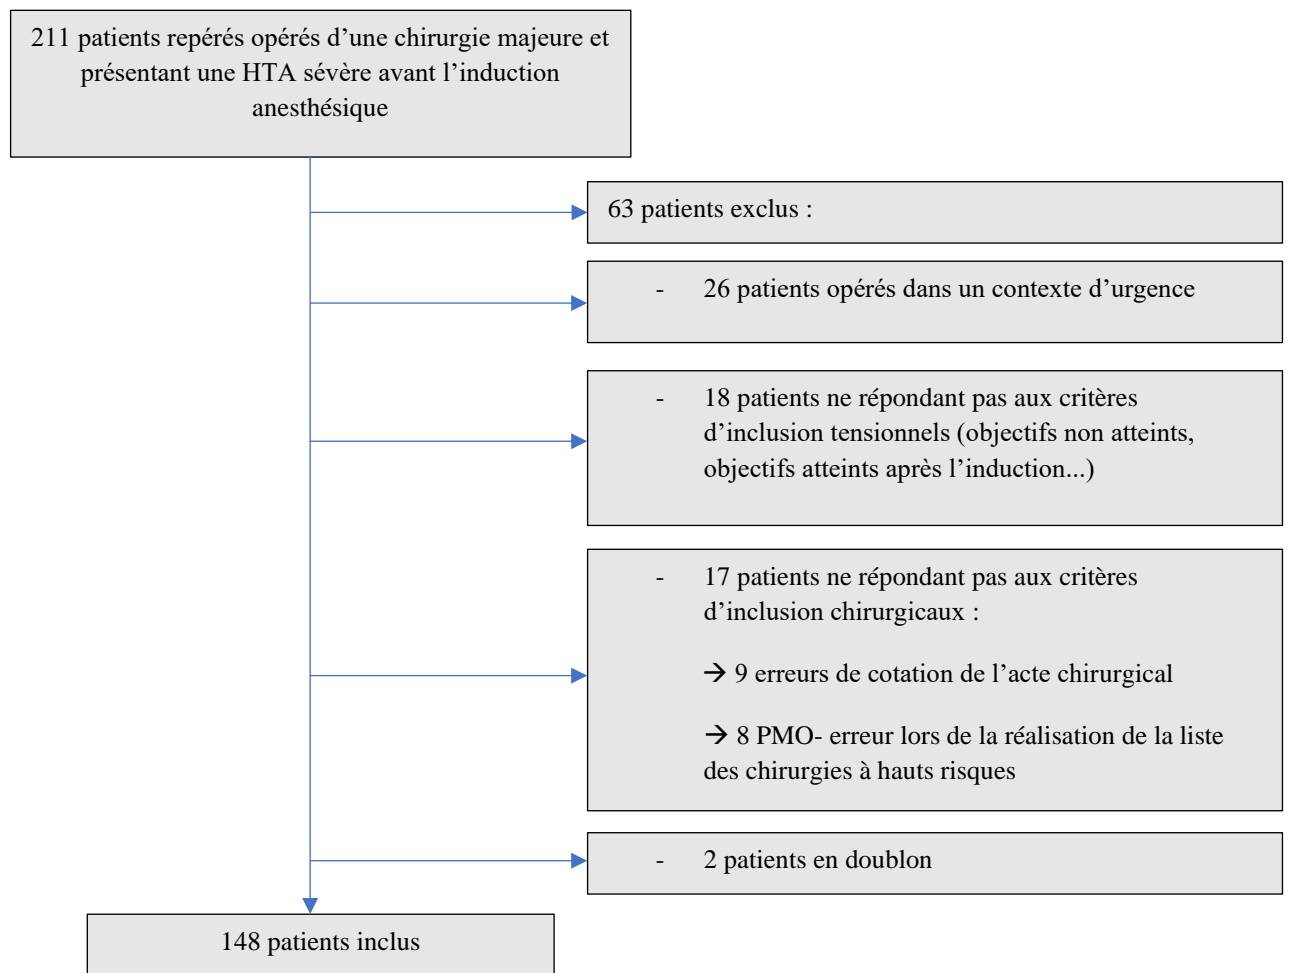 211 patients repérés opérés d’une chirurgie majeure et
présentant une HTA sévère avant l’induction
anesthésique
63 patients exclus :
- 26 patients opérés dans un contexte d’urgence
- 18 patients ne répondant pas aux critères
d’inclusion tensionnels (objectifs non atteints,
objectifs atteints après l’induction...)
- 17 patients ne répondant pas aux critères
d’inclusion chirurgicaux :
→ 9 erreurs de cotation de l’acte chirurgical
→ 8 PMO- erreur lors de la réalisation de la liste
des chirurgies à hauts risques
- 2 patients en doublon
148 patients inclus